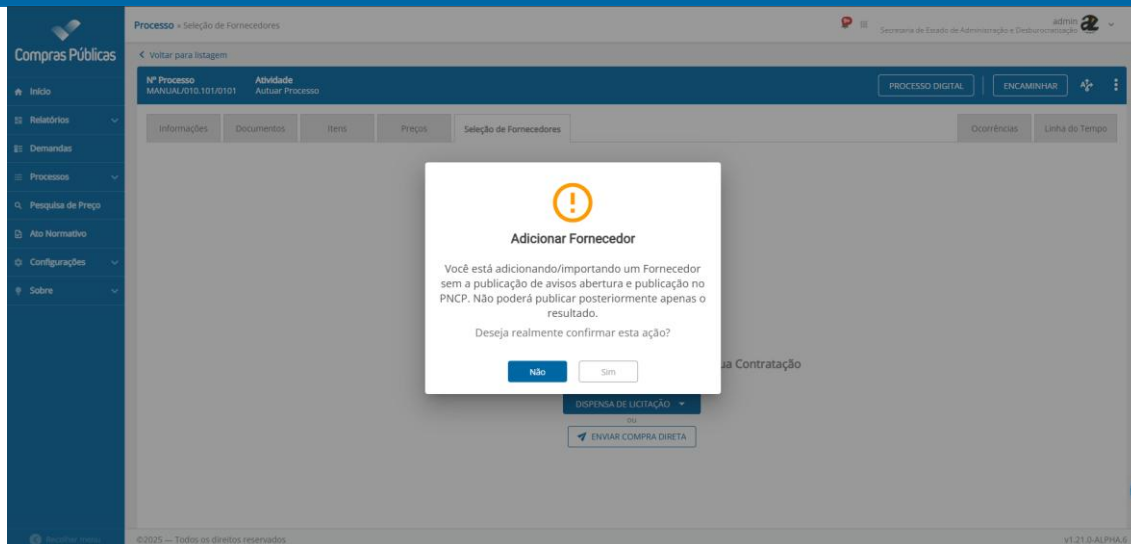 Compras Públicas
Início
Relatórios
Demandas
Processos
Pesquisa de Preço
Ato Normativo
Configurações
Sobre
Recolher menu
Processo » Seleção de Fornecedores
admin
Secretaria de Estado de Administração e Desburocratização
Voltar para listagem
Nº Processo
MANUAL/010.101/0101
Atividade
Autuar Processo
PROCESSO DIGITAL
ENCAMINHAR
Informações
Documentos
Itens
Preços
Seleção de Fornecedores
Ocorrências
Linha do Tempo
Adicionar Fornecedor
Você está adicionando/importando um Fornecedor
sem a publicação de avisos abertura e publicação no
PNCP. Não poderá publicar posteriormente apenas o
resultado.
Deseja realmente confirmar esta ação?
Não
Sim
ua Contratação
DISPENSA DE LICITAÇÃO
ou
ENVIAR COMPRA DIRETA
©2025 — Todos os direitos reservados
v1.21.0-ALPHA.6